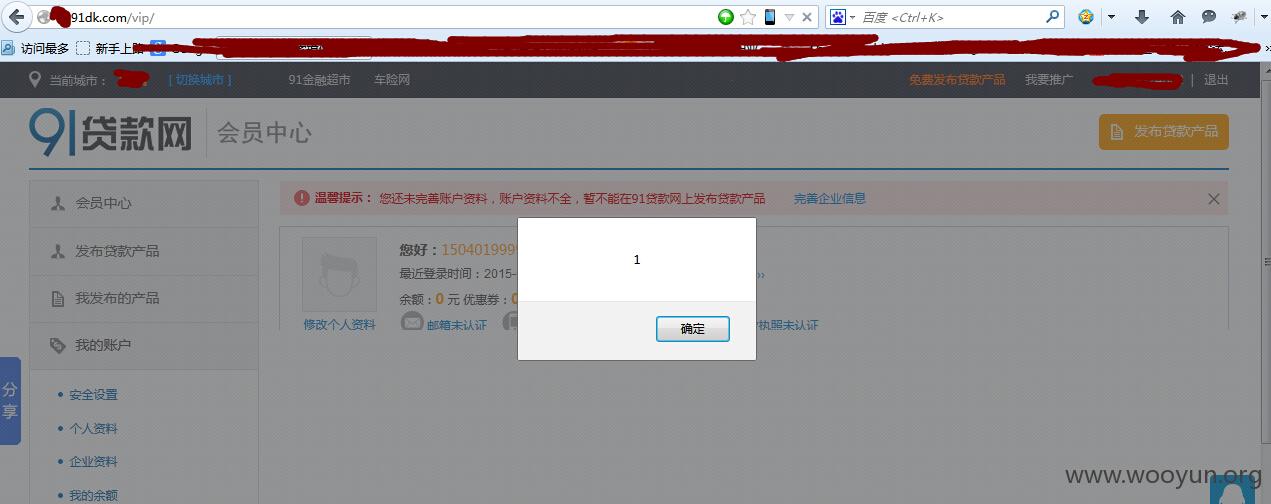 91dk.com/vip/
百度 <Ctrl+K>
访问最多 新手上路
当前城市： [ 切换城市 ] 91金融超市 车险网 免费发布贷款产品 我要推广 | 退出
91贷款网 会员中心 发布贷款产品
会员中心
发布贷款产品
我发布的产品
我的账户
安全设置
个人资料
企业资料
我的余额
分享
温馨提示： 您还未完善账户资料，账户资料不全，暂不能在91贷款网上发布贷款产品 完善企业信息
您好：1504019999
最近登录时间：2015-
余额：0 元 优惠券：0
修改个人资料 邮箱未认证 执照未认证
1
确定
www.wooyun.org